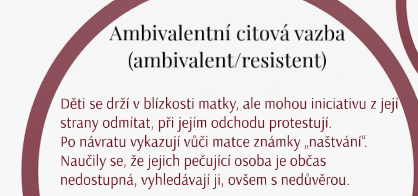 Ambivalentní citová vazba
(ambivalent/resistent)
Děti se drží v blízkosti matky, ale mohou iniciativu z její
strany odmítat, při jejím odchodu protestují.
Po návratu vykazují vůči matce známky „naštvání“.
Naučily se, že jejich pečující osoba je občas
nedostupná, vyhledávají ji, ovšem s nedůvěrou.